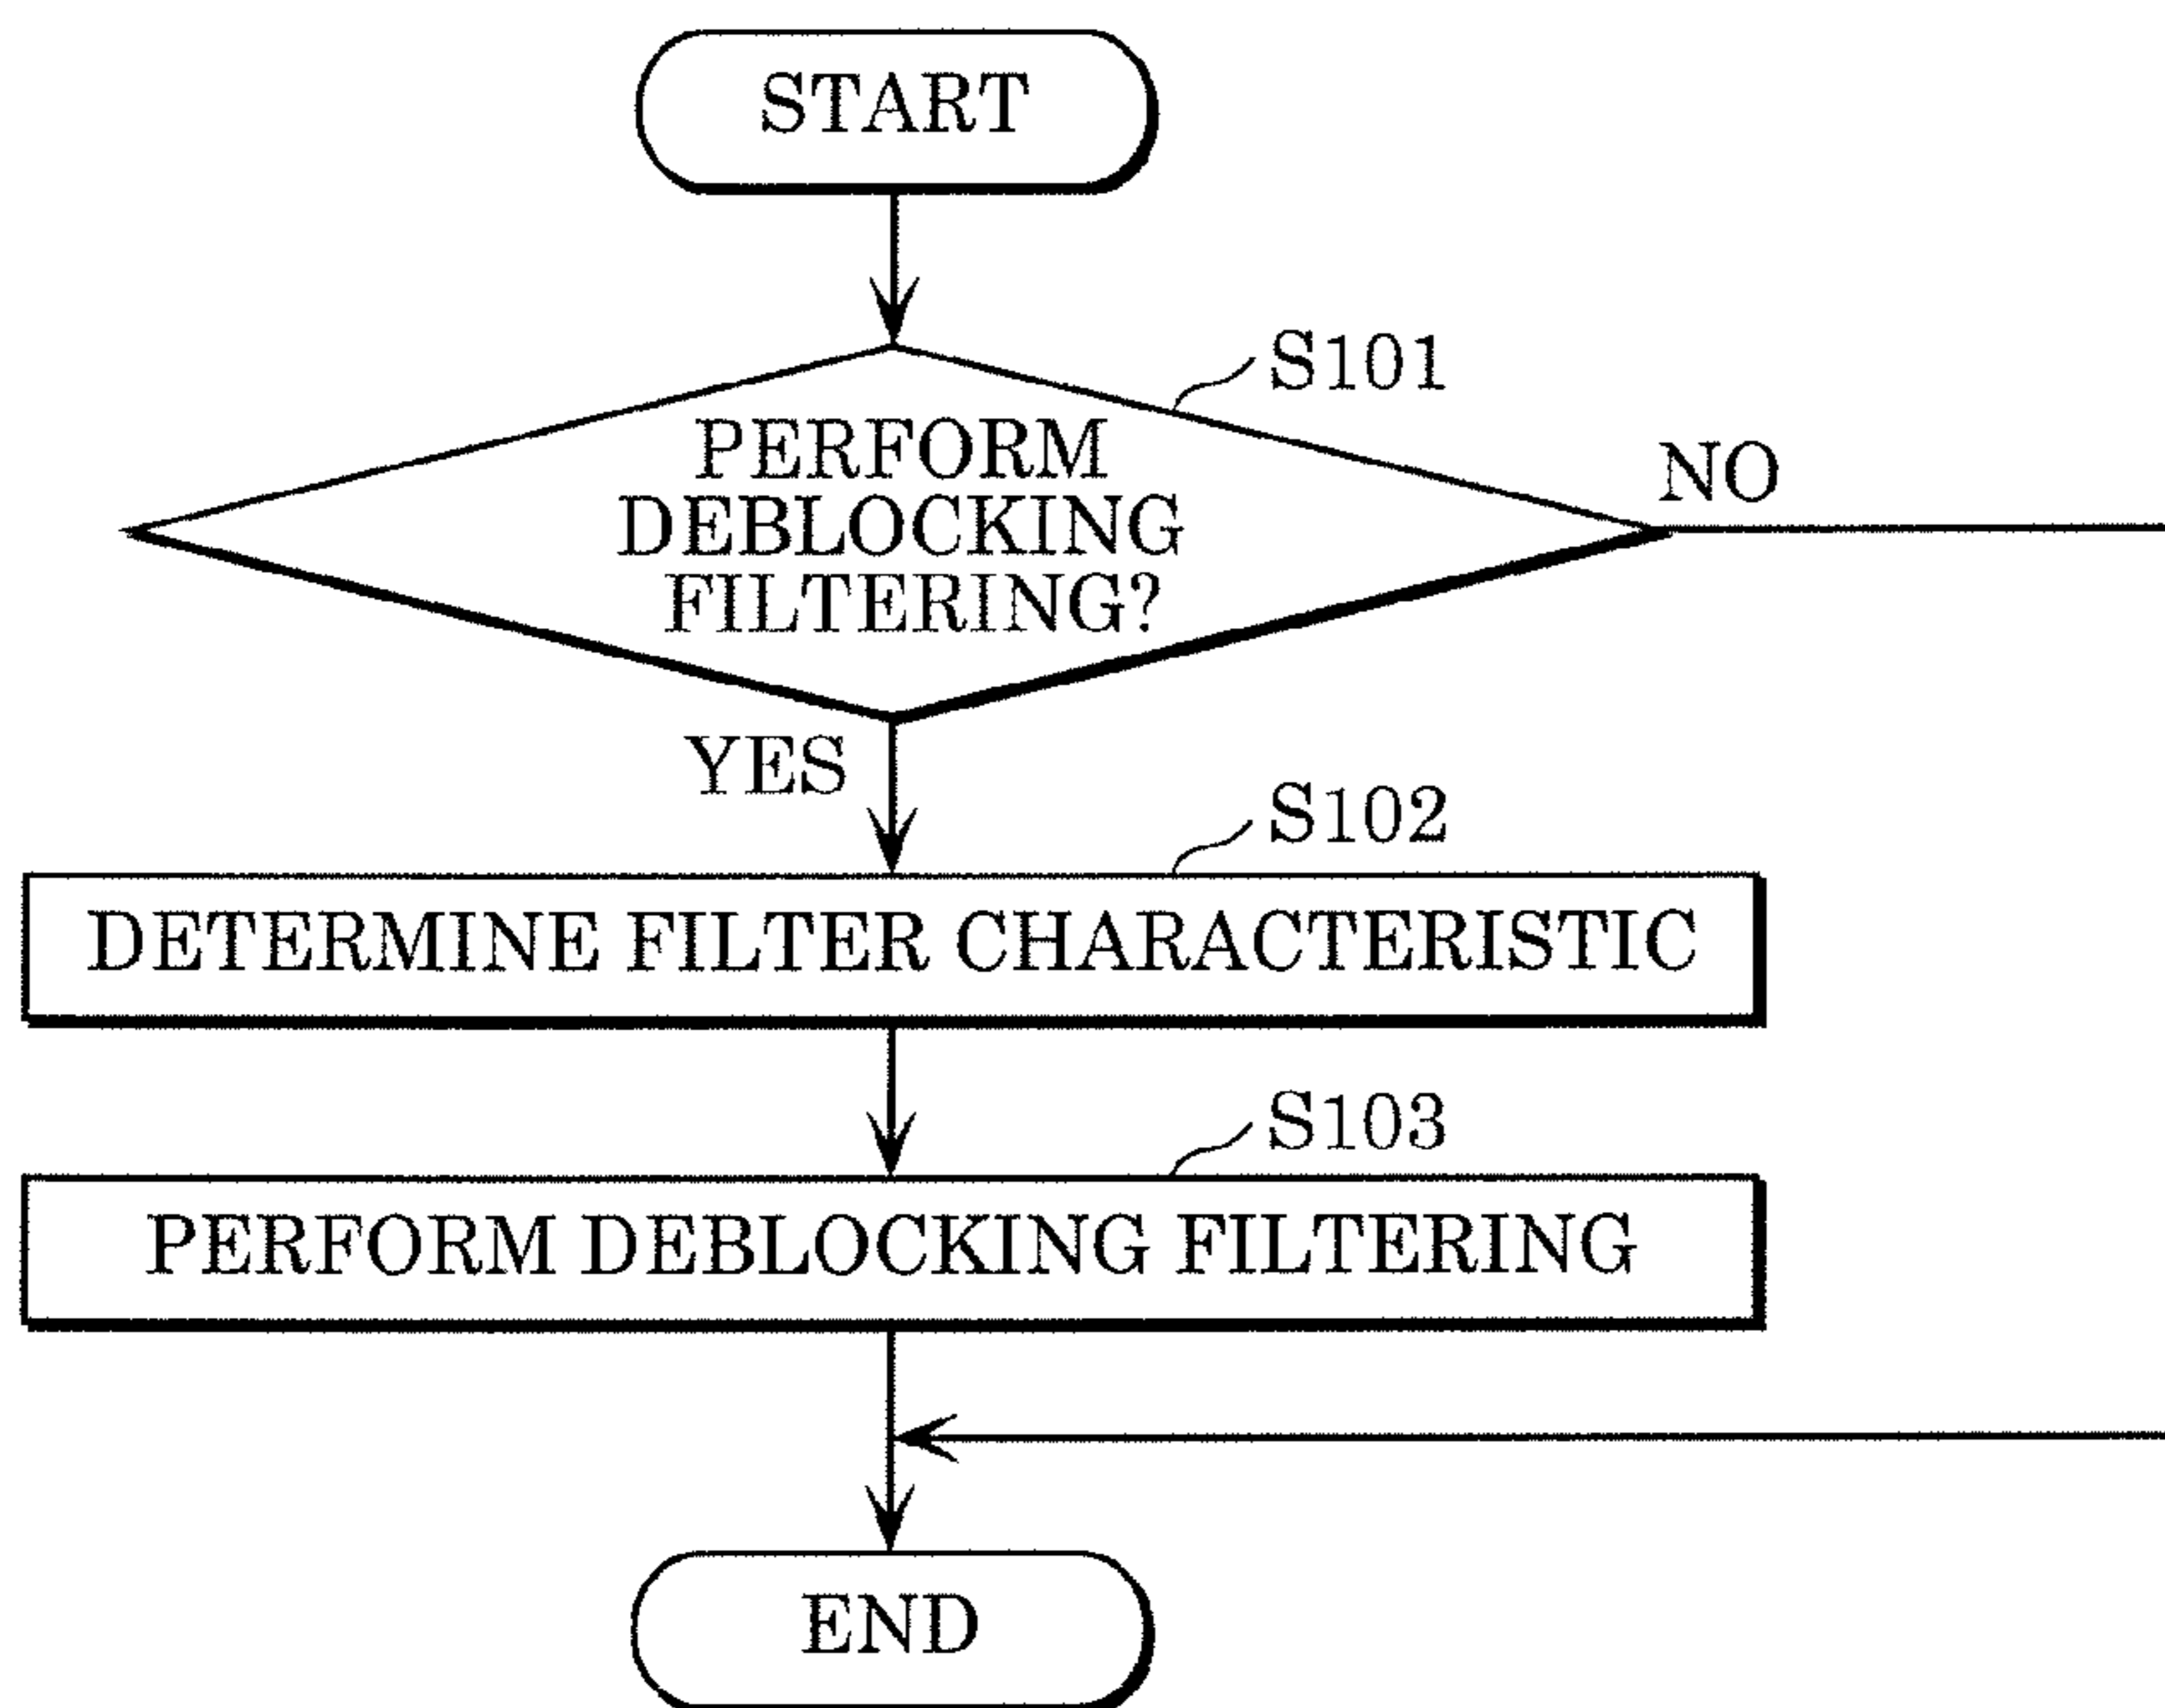 START
S101
PERFORM
DEBLOCKING
FILTERING?
NO
YES
S102
DETERMINE FILTER CHARACTERISTIC
S103
PERFORM DEBLOCKING FILTERING
END